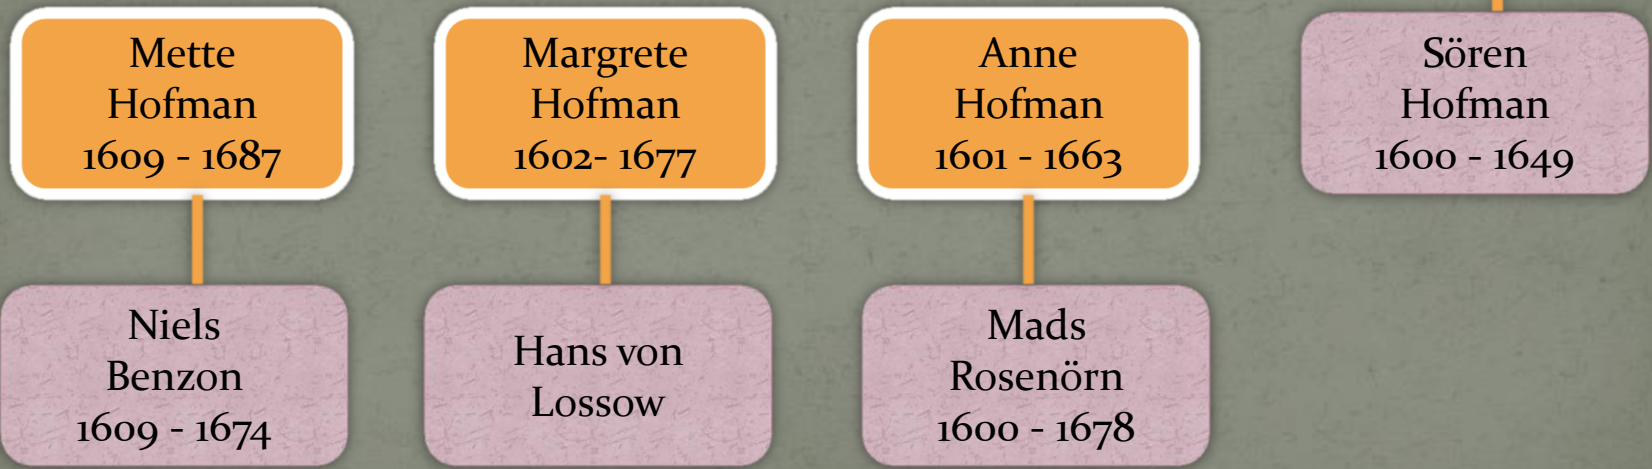 Mette
Hofman
1609 - 1687
Margrete
Hofman
1602- 1677
Anne
Hofman
1601 - 1663
Sören
Hofman
1600 - 1649
Niels
Benzon
1609 - 1674
Hans von
Lossow
Mads
Rosenörn
1600 - 1678